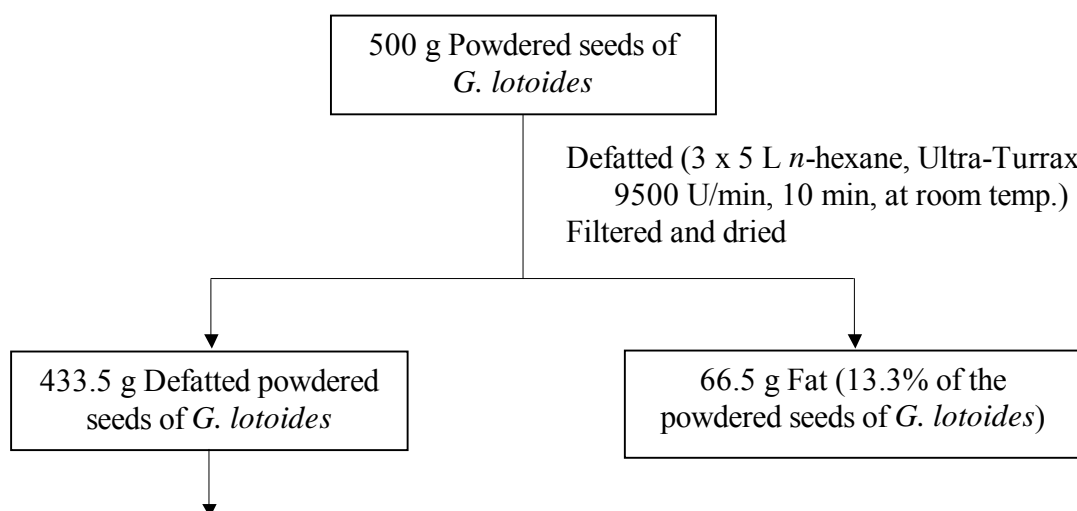 500 g Powdered seeds of
G. lotoides
Defatted (3 x 5 L n-hexane, Ultra-Turrax
9500 U/min, 10 min, at room temp.)
Filtered and dried
433.5 g Defatted powdered
seeds of G. lotoides
66.5 g Fat (13.3% of the
powdered seeds of G. lotoides)